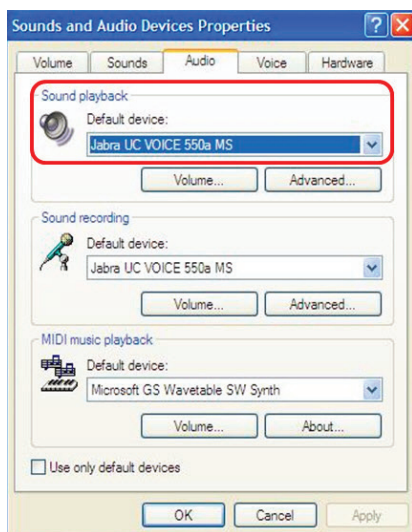 Sounds and Audio Devices Properties
Volume Sounds Audio Voice Hardware
Sound playback
Default device:
Jabra UC VOICE 550a MS
Volume... Advanced...
Sound recording
Default device:
Jabra UC VOICE 550a MS
Volume... Advanced...
MIDI music playback
Default device:
Microsoft GS Wavetable SW Synth
Volume... About...
Use only default devices
OK Cancel Apply